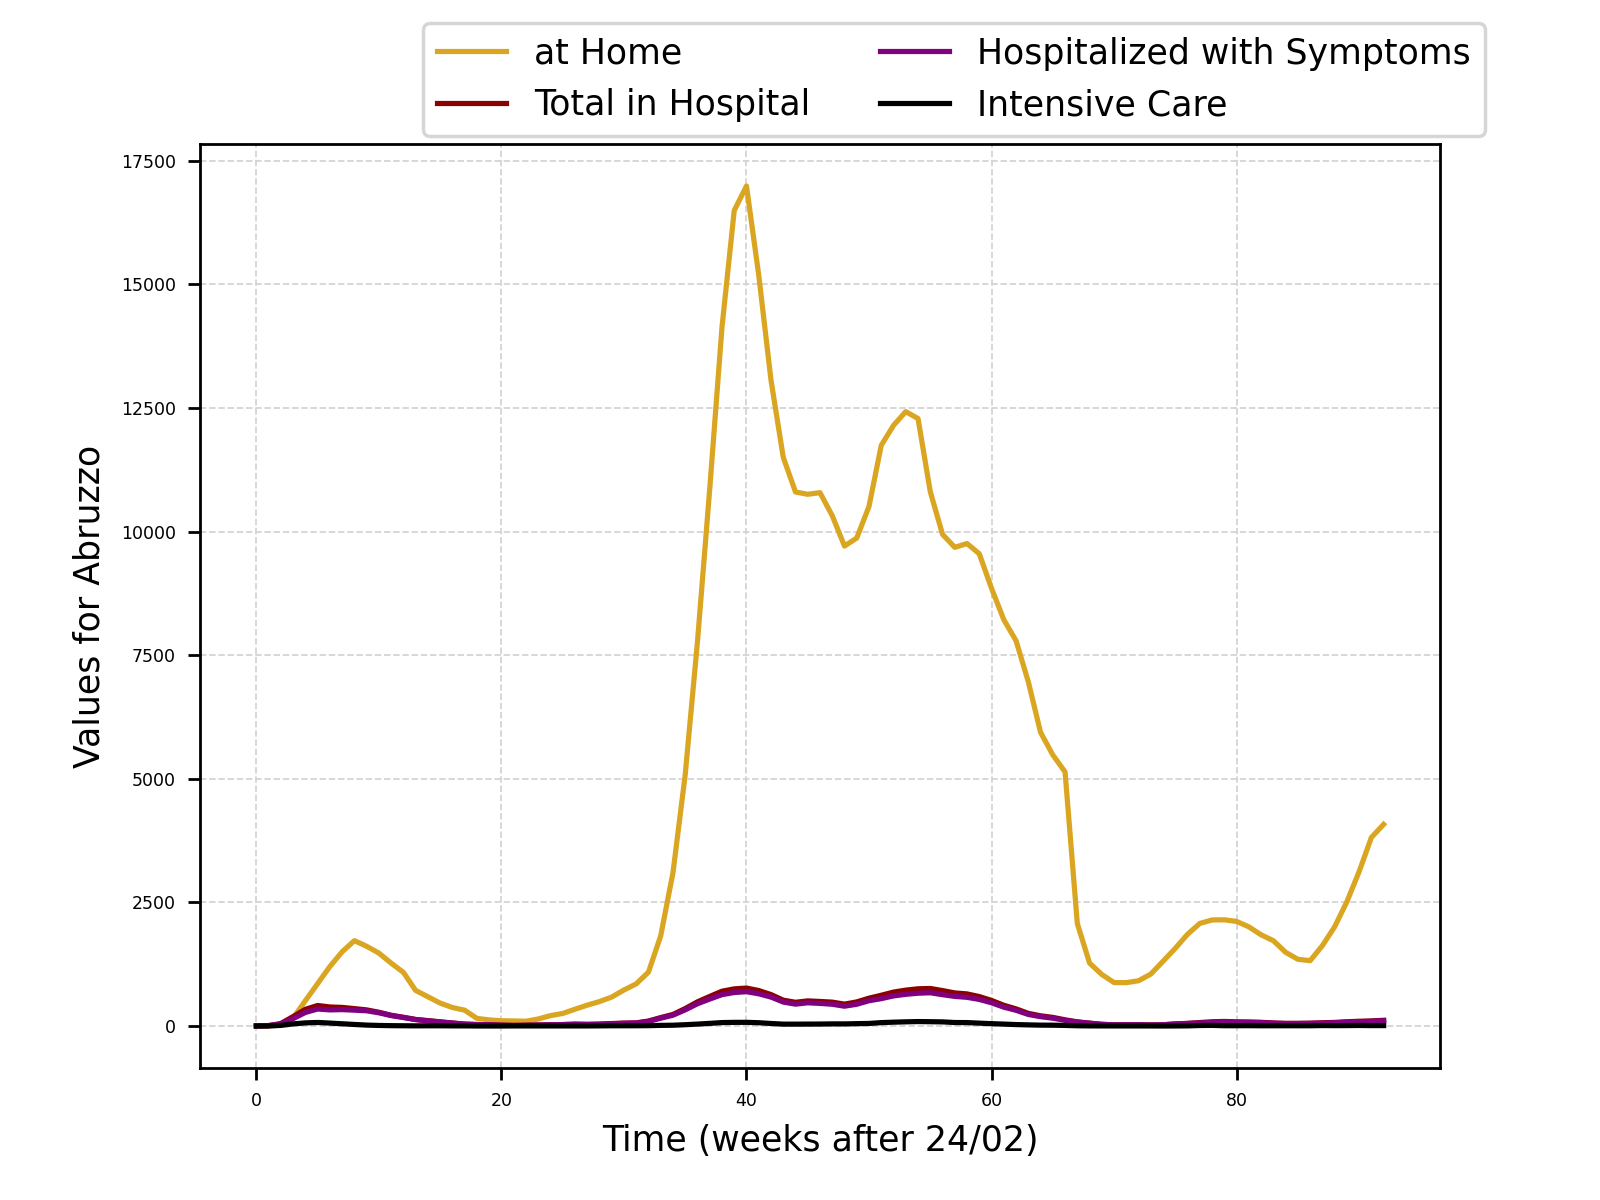 at Home
Total in Hospital
Hospitalized with Symptoms
Intensive Care
17500
15000
12500
10000
7500
5000
2500
0
Values for Abruzzo
0 20 40 60 80
Time (weeks after 24/02)